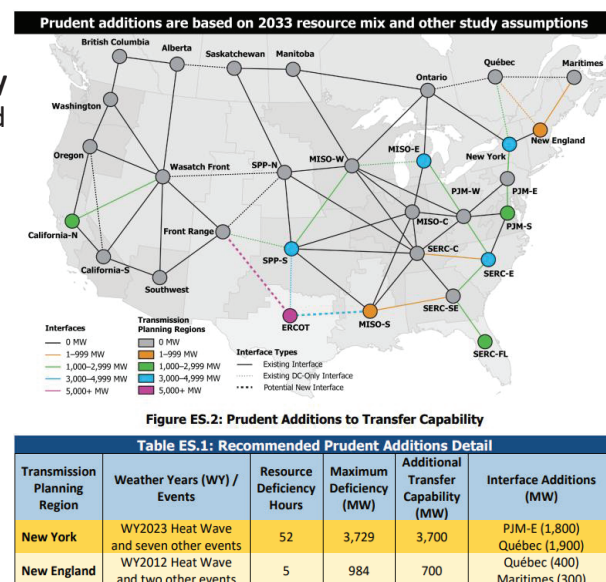 Prudent additions are based on 2033 resource mix and other study assumptions
y
d
British Columbia
Alberta
Saskatchewan
Manitoba
Québec
Maritimes
Ontario
Washington
Oregon
Wasatch Front
SPP-N
MISO-W
MISO-E
New York
New England
PJM-W
PJM-E
California-N
Front Range
MISO-C
PJM-S
SERC-C
California-S
SPP-S
SERC-E
Southwest
ERCOT
MISO-S
SERC-SE
SERC-FL
Interfaces
0 MW
1–999 MW
1,000–2,999 MW
3,000–4,999 MW
5,000+ MW
Transmission
Planning
Regions
0 MW
1–999 MW
1,000–2,999 MW
3,000–4,999 MW
5,000+ MW
Interface Types
Existing Interface
Existing DC-Only Interface
Potential New Interface
Figure ES.2: Prudent Additions to Transfer Capability
Table ES.1: Recommended Prudent Additions Detail
Transmission
Planning
Region
Weather Years (WY) /
Events
Resource
Deficiency
Hours
Maximum
Deficiency
(MW)
Additional
Transfer
Capability
(MW)
Interface Additions
(MW)
New York
WY2023 Heat Wave
and seven other events
52
3,729
3,700
PJM-E (1,800)
Québec (1,900)
New England
WY2012 Heat Wave
and two other events
5
984
700
Québec (400)
Maritimes (300)